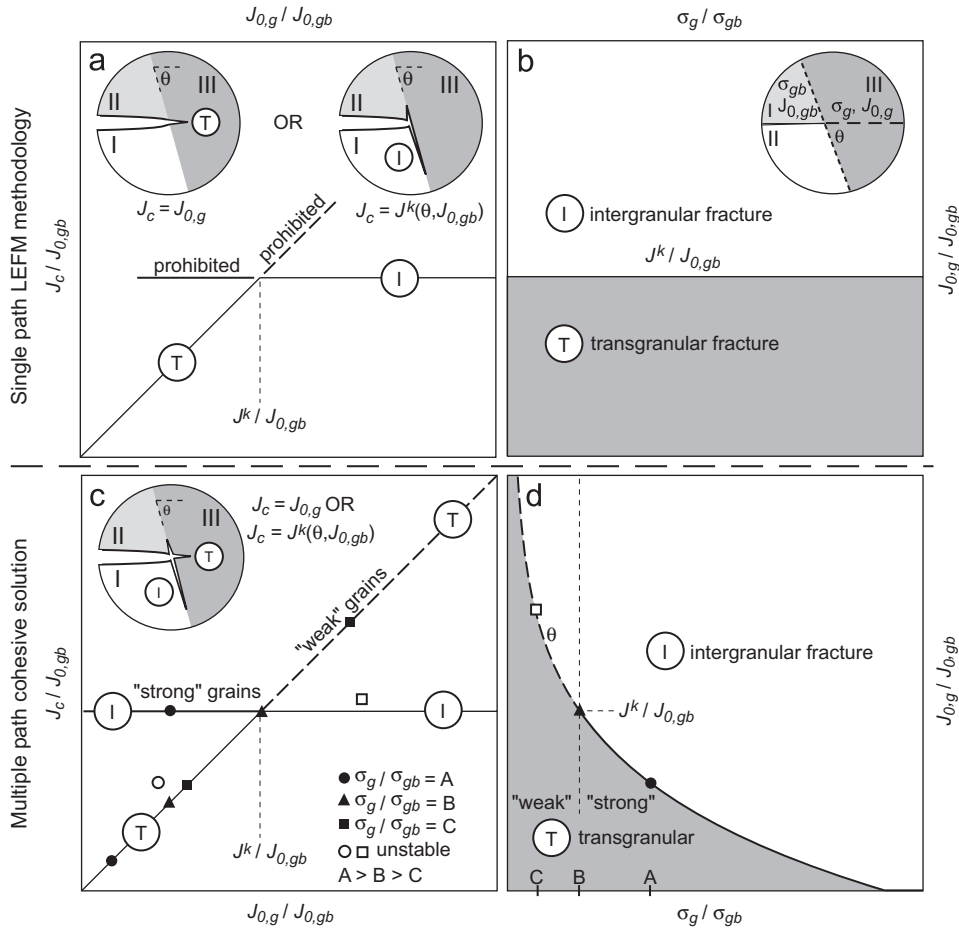 J₀,g / J₀,gb
σg / σgb
Single path LEFM methodology
Jc / J₀,gb
a
II
θ
III
T
I
Jc = J₀,g
OR
II
θ
III
I
I
Jc = Jᵏ(θ,J₀,gb)
prohibited
prohibited
I
T
Jᵏ / J₀,gb
b
σgb
I J₀,gb
II
III
σg, J₀,g
θ
I intergranular fracture
Jᵏ / J₀,gb
T transgranular fracture
J₀,g / J₀,gb
Multiple path cohesive solution
Jc / J₀,gb
c
II
θ
III
T
I
I
Jc = J₀,g OR
Jc = Jᵏ(θ,J₀,gb)
T
"weak" grains
"strong" grains
I
I
T
σg / σgb = A
σg / σgb = B
σg / σgb = C
unstable
A > B > C
Jᵏ / J₀,gb
J₀,g / J₀,gb
d
θ
I intergranular fracture
Jᵏ / J₀,gb
"weak" "strong"
T transgranular
C B A
σg / σgb
J₀,g / J₀,gb